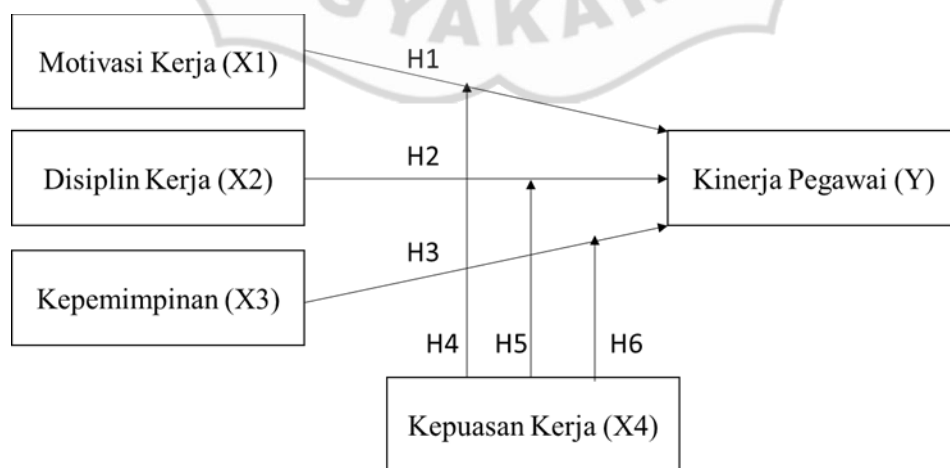 YAKAR
Motivasi Kerja (X1)
H1
Disiplin Kerja (X2)
H2
Kinerja Pegawai (Y)
H3
Kepemimpinan (X3)
H4
H5
H6
Kepuasan Kerja (X4)